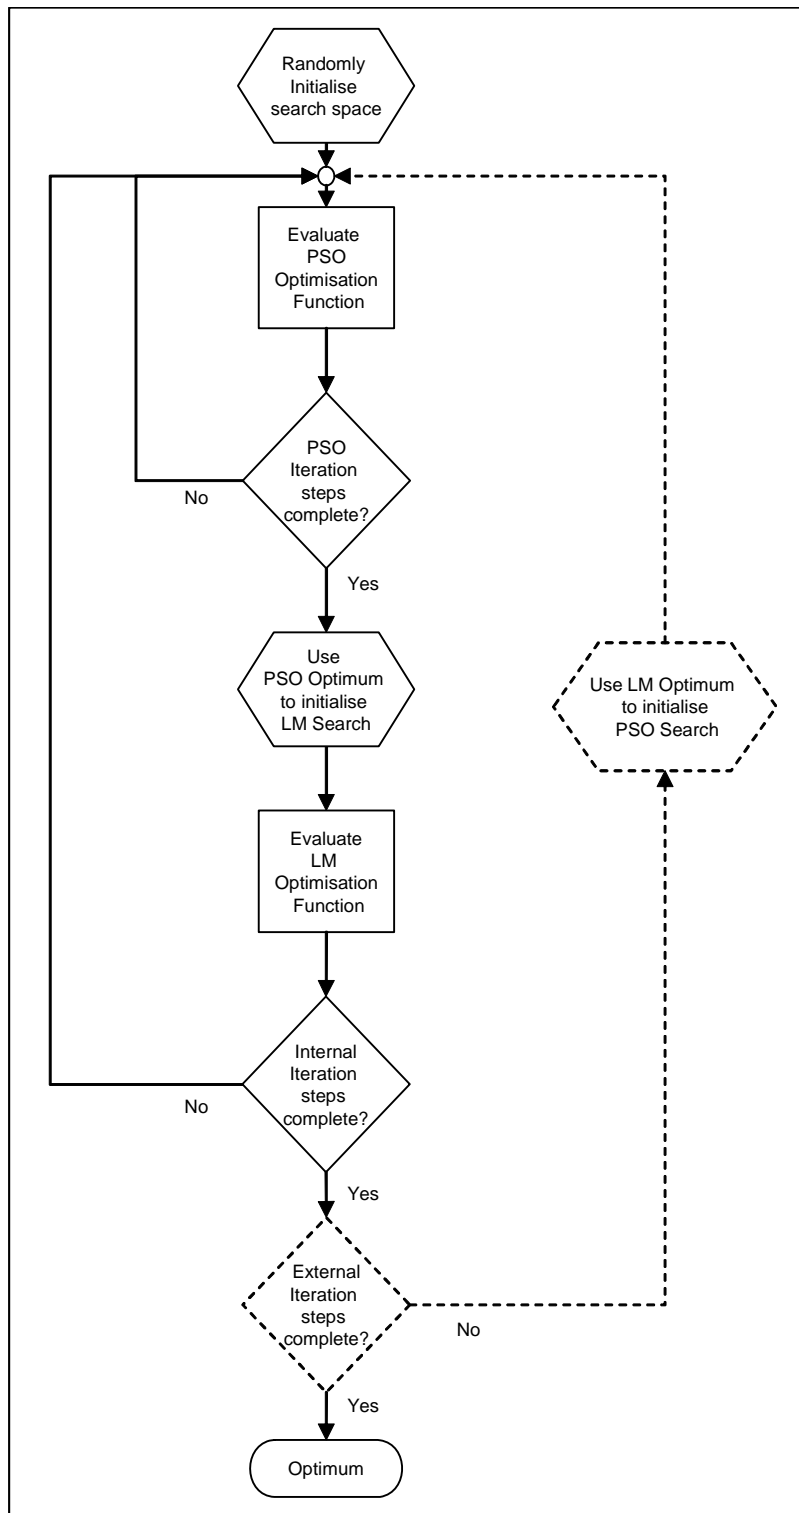 Randomly
Initialise
search space
Evaluate
PSO
Optimisation
Function
PSO
Iteration
steps
complete?
No
Yes
Use
PSO Optimum
to initialise
LM Search
Use LM Optimum
to initialise
PSO Search
Evaluate
LM
Optimisation
Function
Internal
Iteration
steps
complete?
No
Yes
External
Iteration
steps
complete?
No
Yes
Optimum